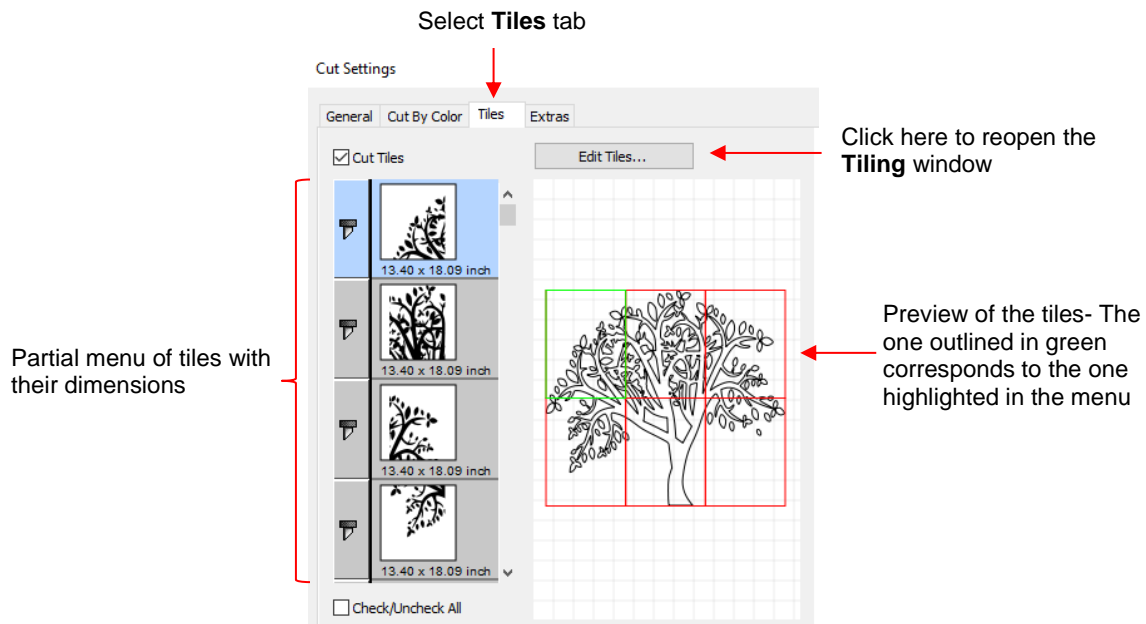 Select Tiles tab
Cut Settings
General Cut By Color Tiles Extras
Cut Tiles
Edit Tiles...
Click here to reopen the
Tiling window
13.40 x 18.09 inch
13.40 x 18.09 inch
13.40 x 18.09 inch
13.40 x 18.09 inch
Partial menu of tiles with
their dimensions
Preview of the tiles- The
one outlined in green
corresponds to the one
highlighted in the menu
Check/Uncheck All